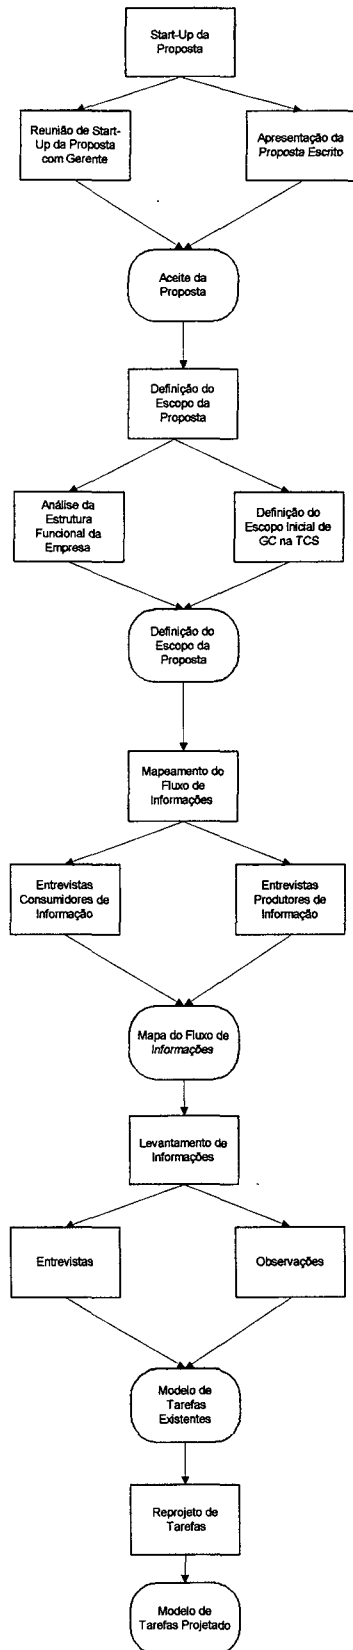 Start-Up da
Proposta
Reunião de Start-
Up da Proposta
com Gerente
Apresentação da
Proposta Escrito
Aceite da
Proposta
Definição do
Escopo da
Proposta
Análise da
Estrutura
Funcional da
Empresa
Definição do
Escopo Inicial de
GC na TCS
Definição do
Escopo da
Proposta
Mapeamento do
Fluxo de
Informações
Entrevistas
Consumidores de
Informação
Entrevistas
Produtores de
Informação
Mapa do Fluxo de
Informações
Levantamento de
Informações
Entrevistas
Observações
Modelo de
Tarefas
Existentes
Reprojeto de
Tarefas
Modelo de
Tarefas Projetado